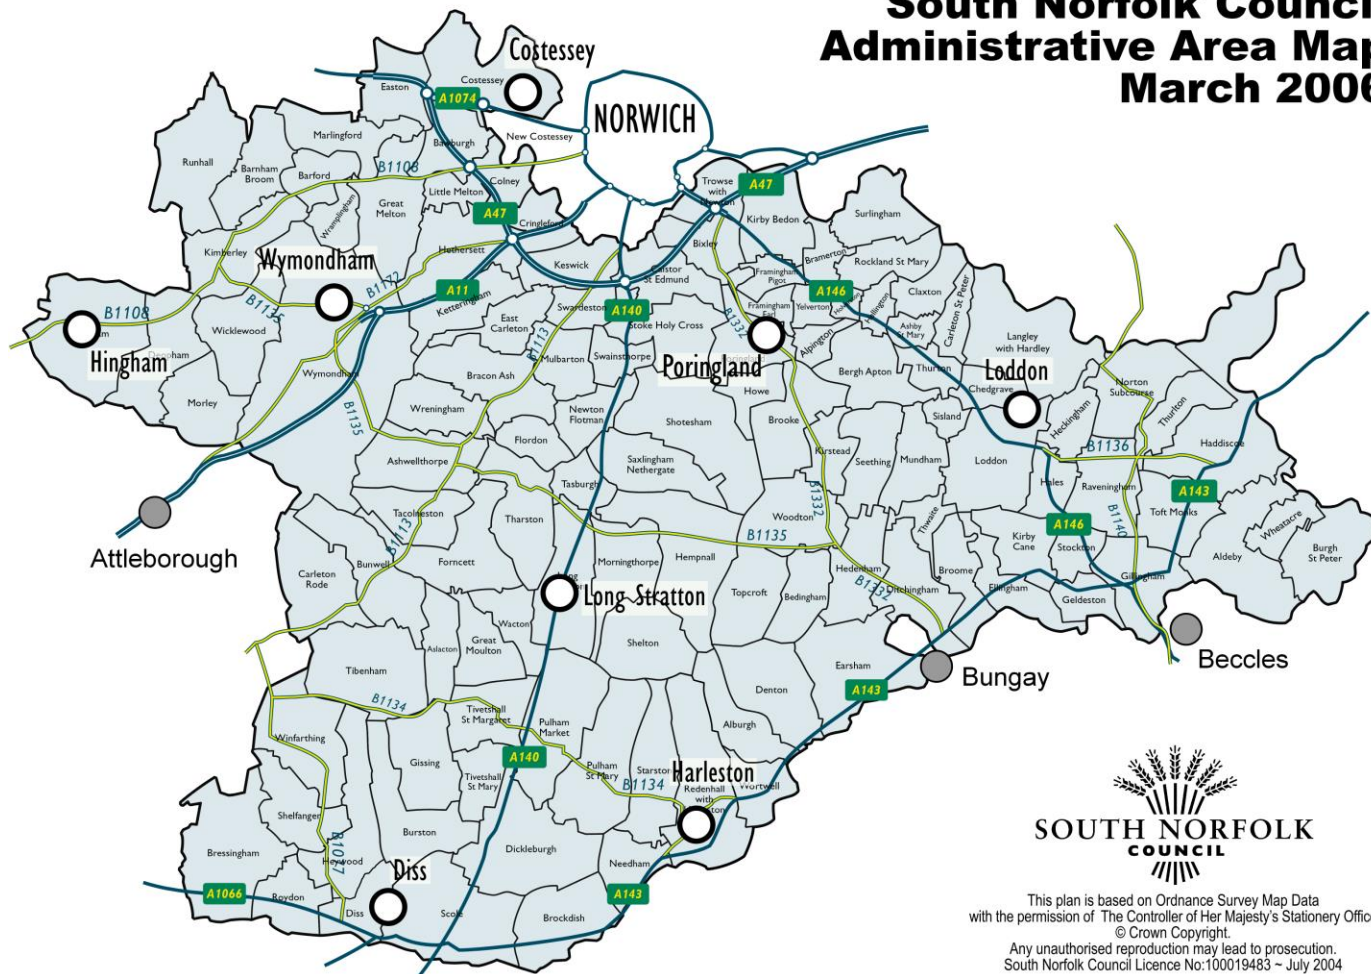 South Norfolk Council
Administrative Area Map
March 2006
Costessey
Costessey
Easton
A1074
NORWICH
New Costessey
Marlingford
Bawburgh
Runhall
Barnham
Broom
Barford
B1108
Colney
Little Melton
Great
Melton
Wramplingham
A47
Cringleford
Trowse
with
Newton
A47
Kirby Bedon
Surlingham
Kimberley
Wymondham
Hethersett
Keswick
Bixley
Caistor
St Edmund
Bramerton
Rockland St Mary
Framingham
Pigot
B1172
A11
Ketteringham
A146
Claxton
Carleton St Peter
B1108
B1135
Hingham
Wicklewood
Deopham
Morley
Wymondham
East
Carleton
Swardeston
A140
Stoke Holy Cross
B1332
Framingham
Earl
Yelverton
Ashby
St Mary
Langley
with Hardley
B1113
Mulbarton
Swainsthorpe
Poringland
Alpington
Bracon Ash
Bergh Apton
Thurton
Loddon
Chedgrave
Norton
Subcourse
Howe
Wreningham
Newton
Flotman
Shotesham
Brooke
Sisland
Heckingham
Thurlton
B1135
Flordon
Kirstead
B1136
Haddiscoe
Ashwellthorpe
Saxlingham
Nethergate
Seething
Mundham
Loddon
Hales
Raveningham
Tasburgh
B1332
A143
Attleborough
Tacolneston
Tharston
Woodton
Thwaite
A146
B1140
Toft Monks
Wheatacre
B1113
B1135
Kirby
Cane
Stockton
Aldeby
Burgh
St Peter
Carleton
Rode
Bunwell
Forncett
Morningthorpe
Hempnall
Hedenham
Broome
Gillingham
Long Stratton
Topcroft
Bedingham
B1332
Ditchingham
Ellingham
Geldeston
Wacton
Great
Moulton
Aslacton
Shelton
Beccles
Tibenham
Earsham
Bungay
Denton
A143
B1134
Tivetshall
St Margaret
Pulham
Market
Alburgh
Winfarthing
Gissing
A140
Tivetshall
St Mary
Pulham
St Mary
Starston
B1134
Harleston
Redenhall
with
Wortwell
Shelfanger
B1077
Burston
Dickleburgh
Bressingham
Heywood
Diss
Needham
A1066
Roydon
Diss
Scole
A143
Brockdish
SOUTH NORFOLK
COUNCIL
This plan is based on Ordnance Survey Map Data
with the permission of The Controller of Her Majesty's Stationery Offic
© Crown Copyright.
Any unauthorised reproduction may lead to prosecution.
South Norfolk Council Licence No:100019483 ~ July 2004